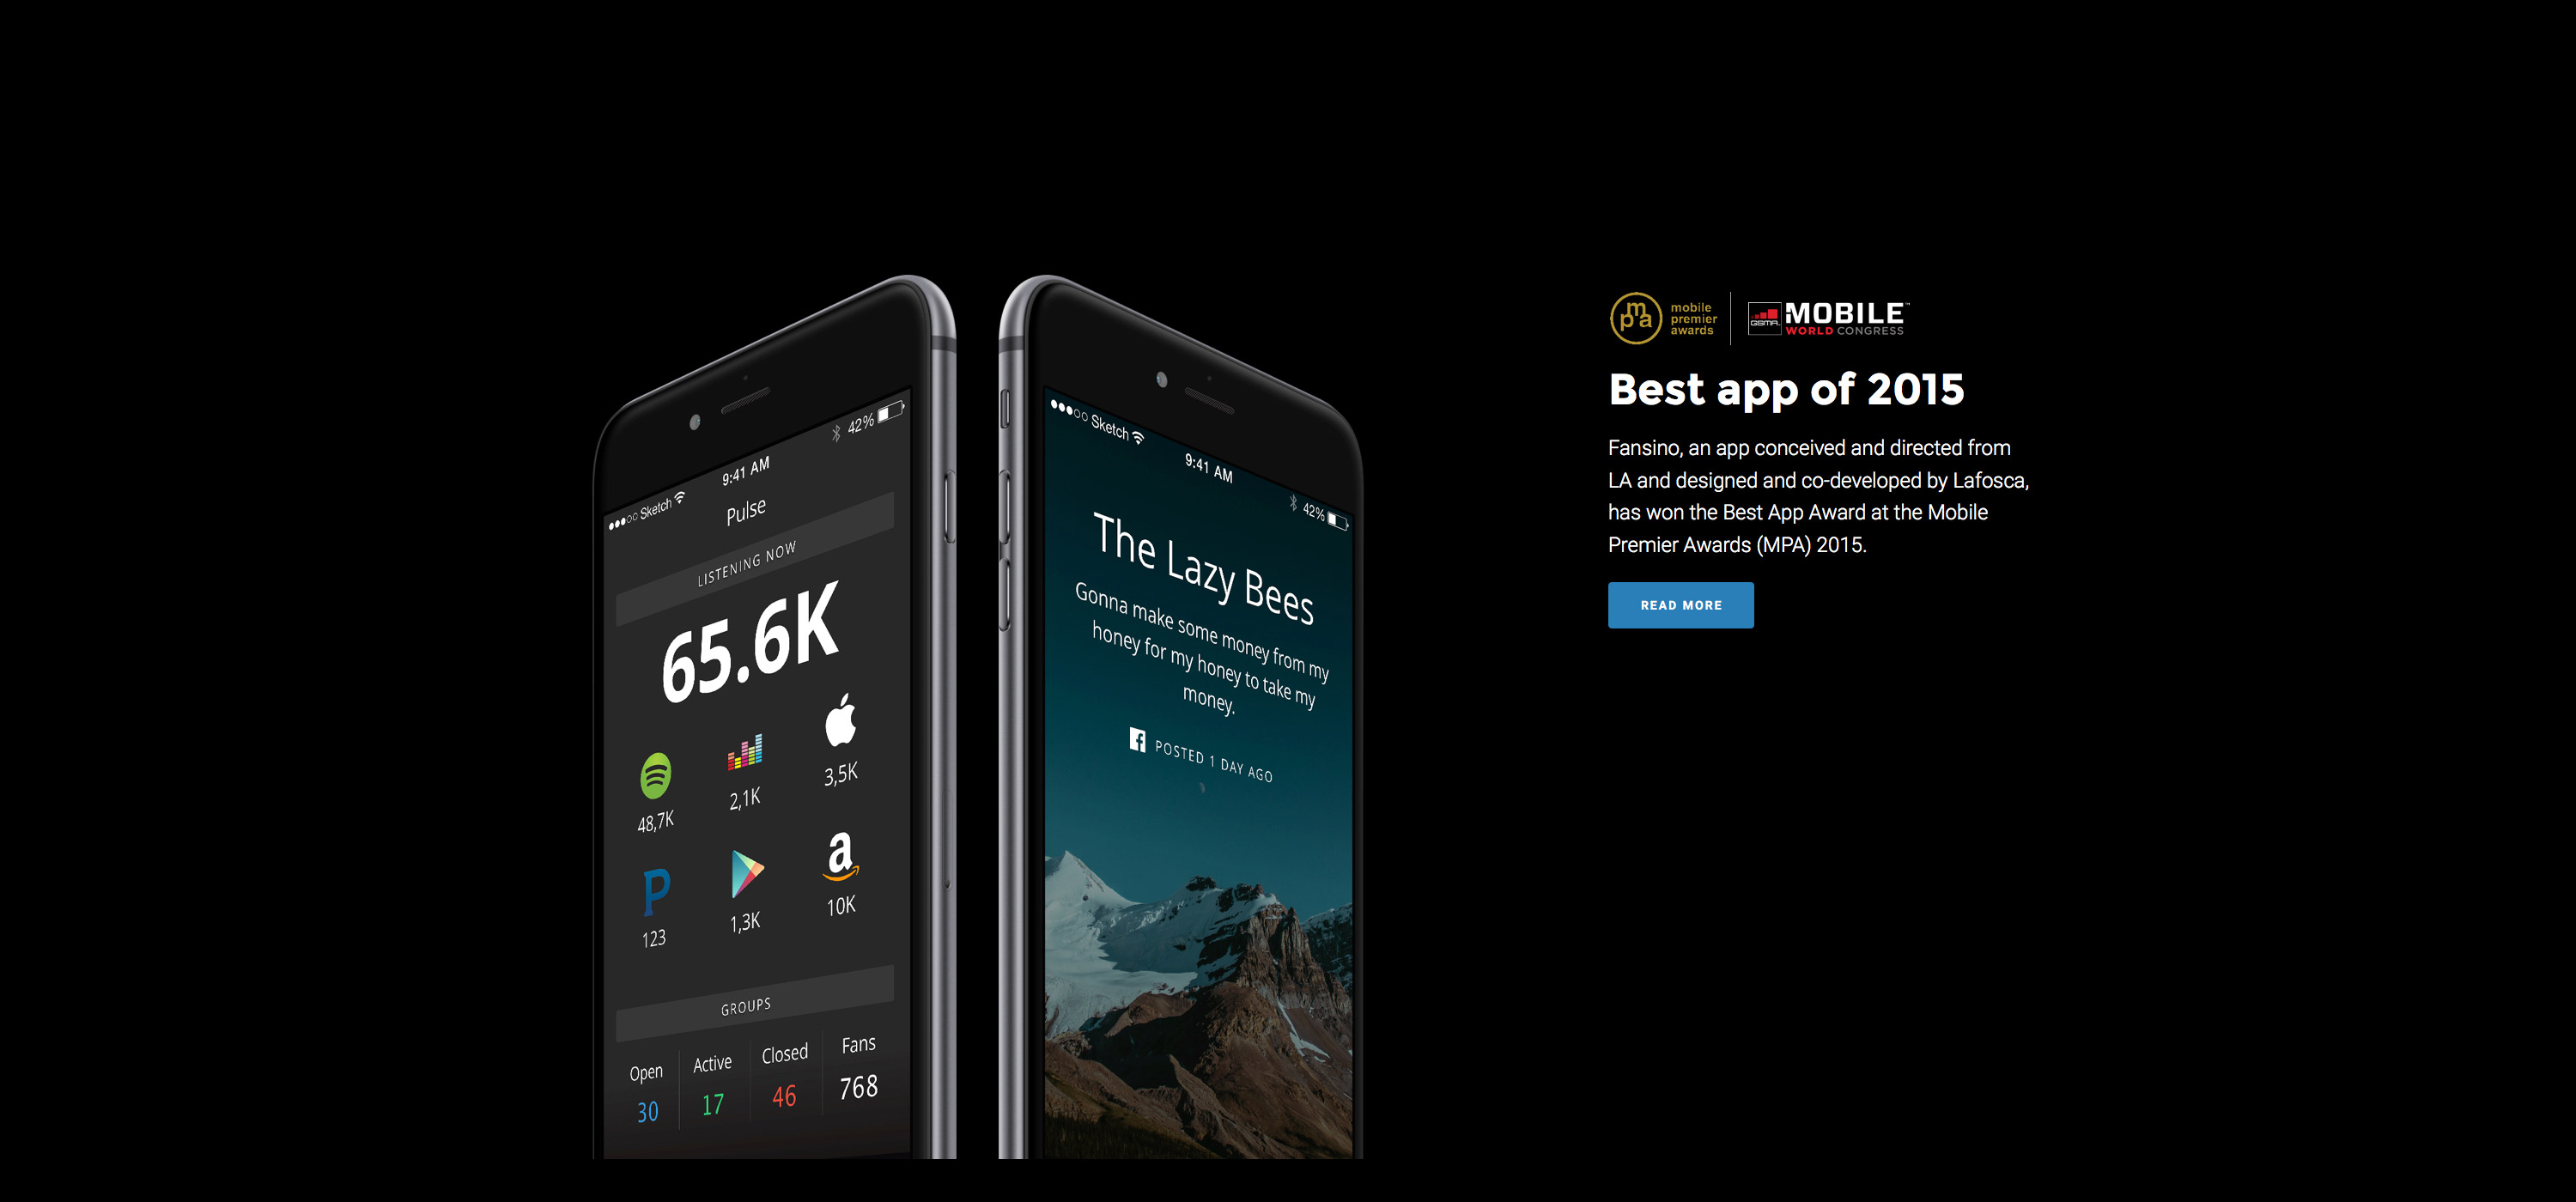 Sketch
9:41 AM
42%
Pulse
LISTENING NOW
65.6K
48,7K
2,1K
3,5K
123
1,3K
10K
GROUPS
Open
Active
Closed
Fans
30
17
46
768
Sketch
9:41 AM
42%
The Lazy Bees
Gonna make some money from my
honey for my honey to take my
money.
POSTED 1 DAY AGO
mpa
mobile
premier
awards
GSMA
MOBILE™
WORLD CONGRESS
Best app of 2015
Fansino, an app conceived and directed from
LA and designed and co-developed by Lafosca,
has won the Best App Award at the Mobile
Premier Awards (MPA) 2015.
READ MORE